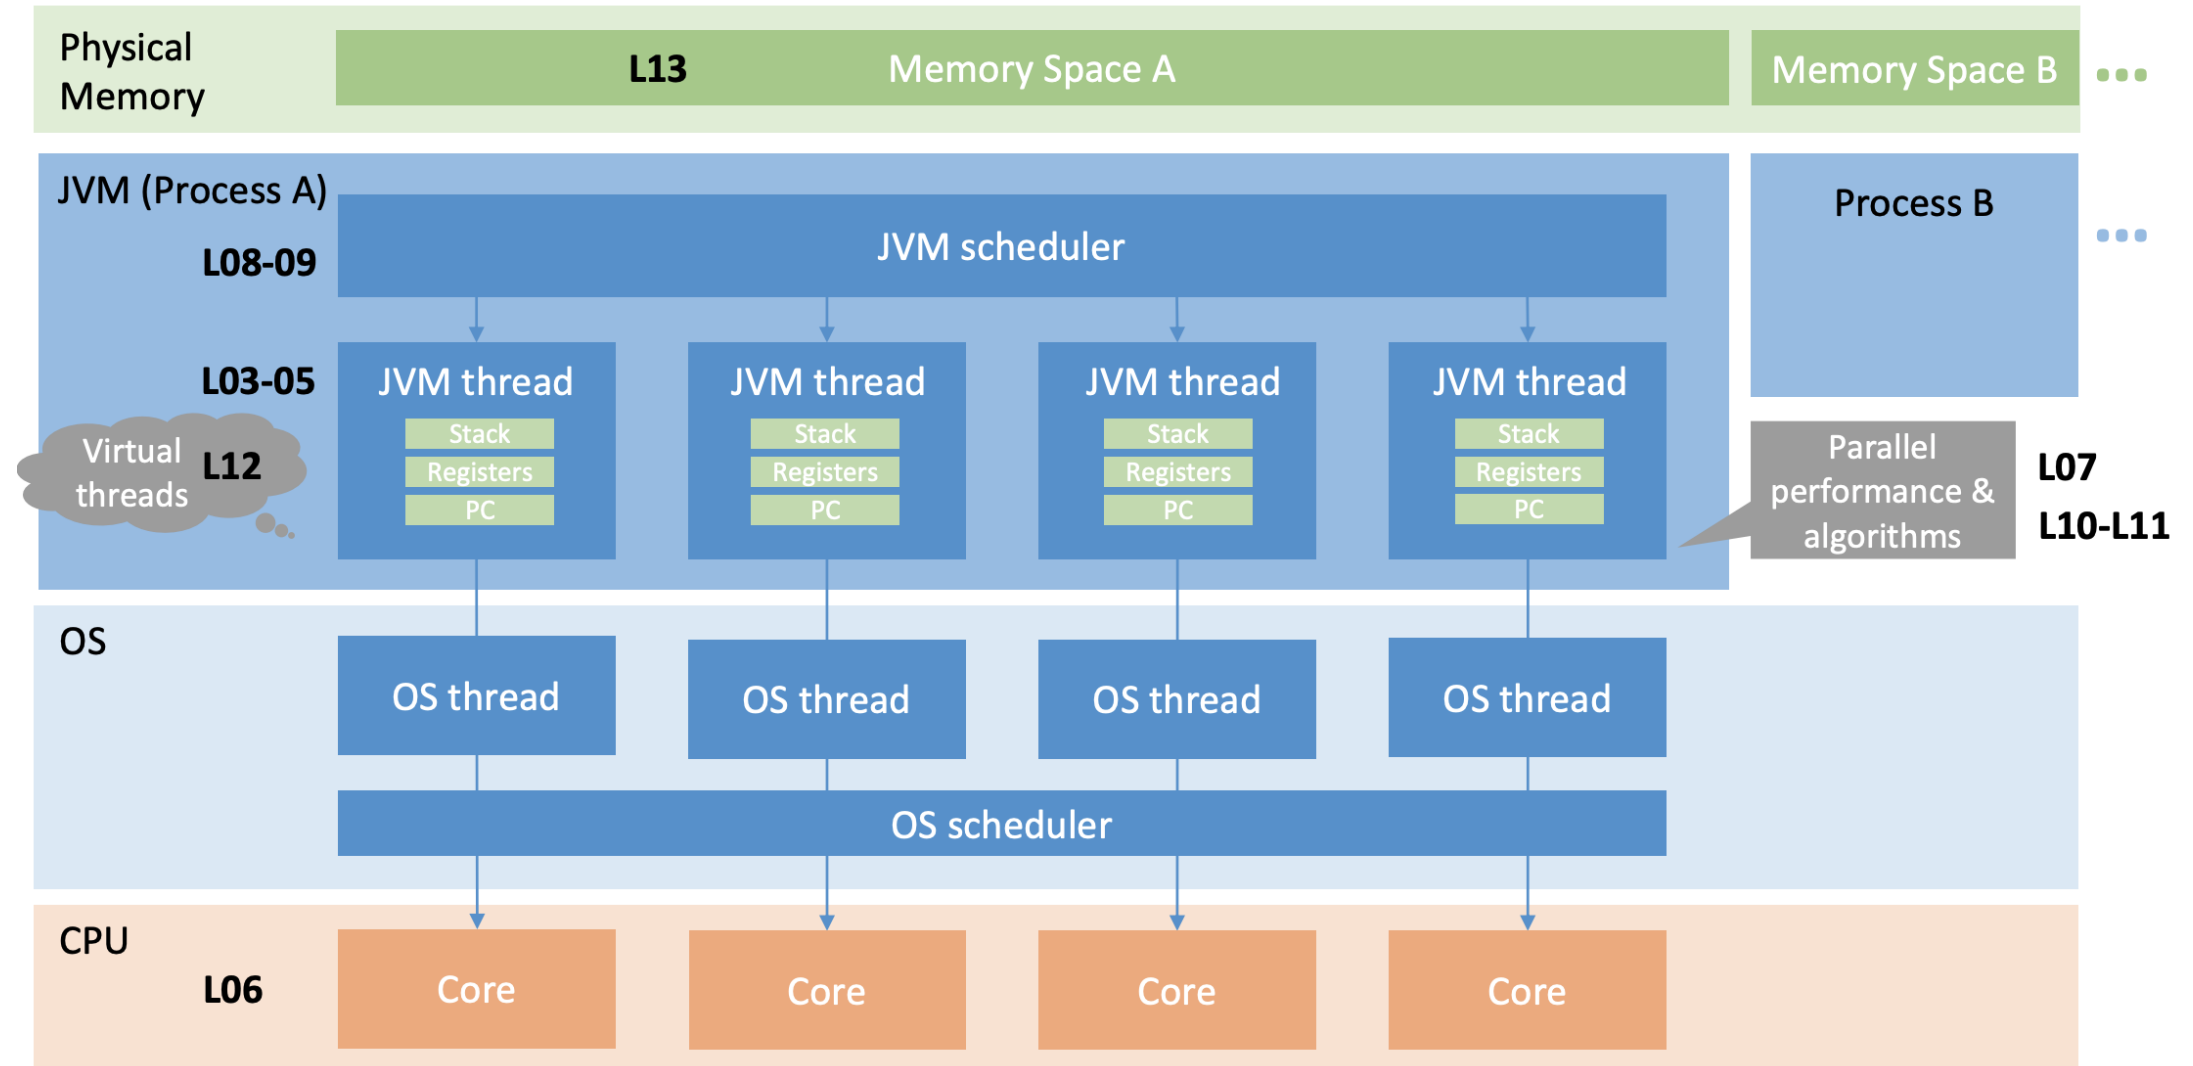 Physical
Memory
L13
Memory Space A
Memory Space B
JVM (Process A)
L08-09
JVM scheduler
Process B
L03-05
JVM thread
Stack
Registers
PC
JVM thread
Stack
Registers
PC
JVM thread
Stack
Registers
PC
JVM thread
Stack
Registers
PC
Virtual
threads
L12
Parallel
performance &
algorithms
L07
L10-L11
OS
OS thread
OS thread
OS thread
OS thread
OS scheduler
CPU
L06
Core
Core
Core
Core